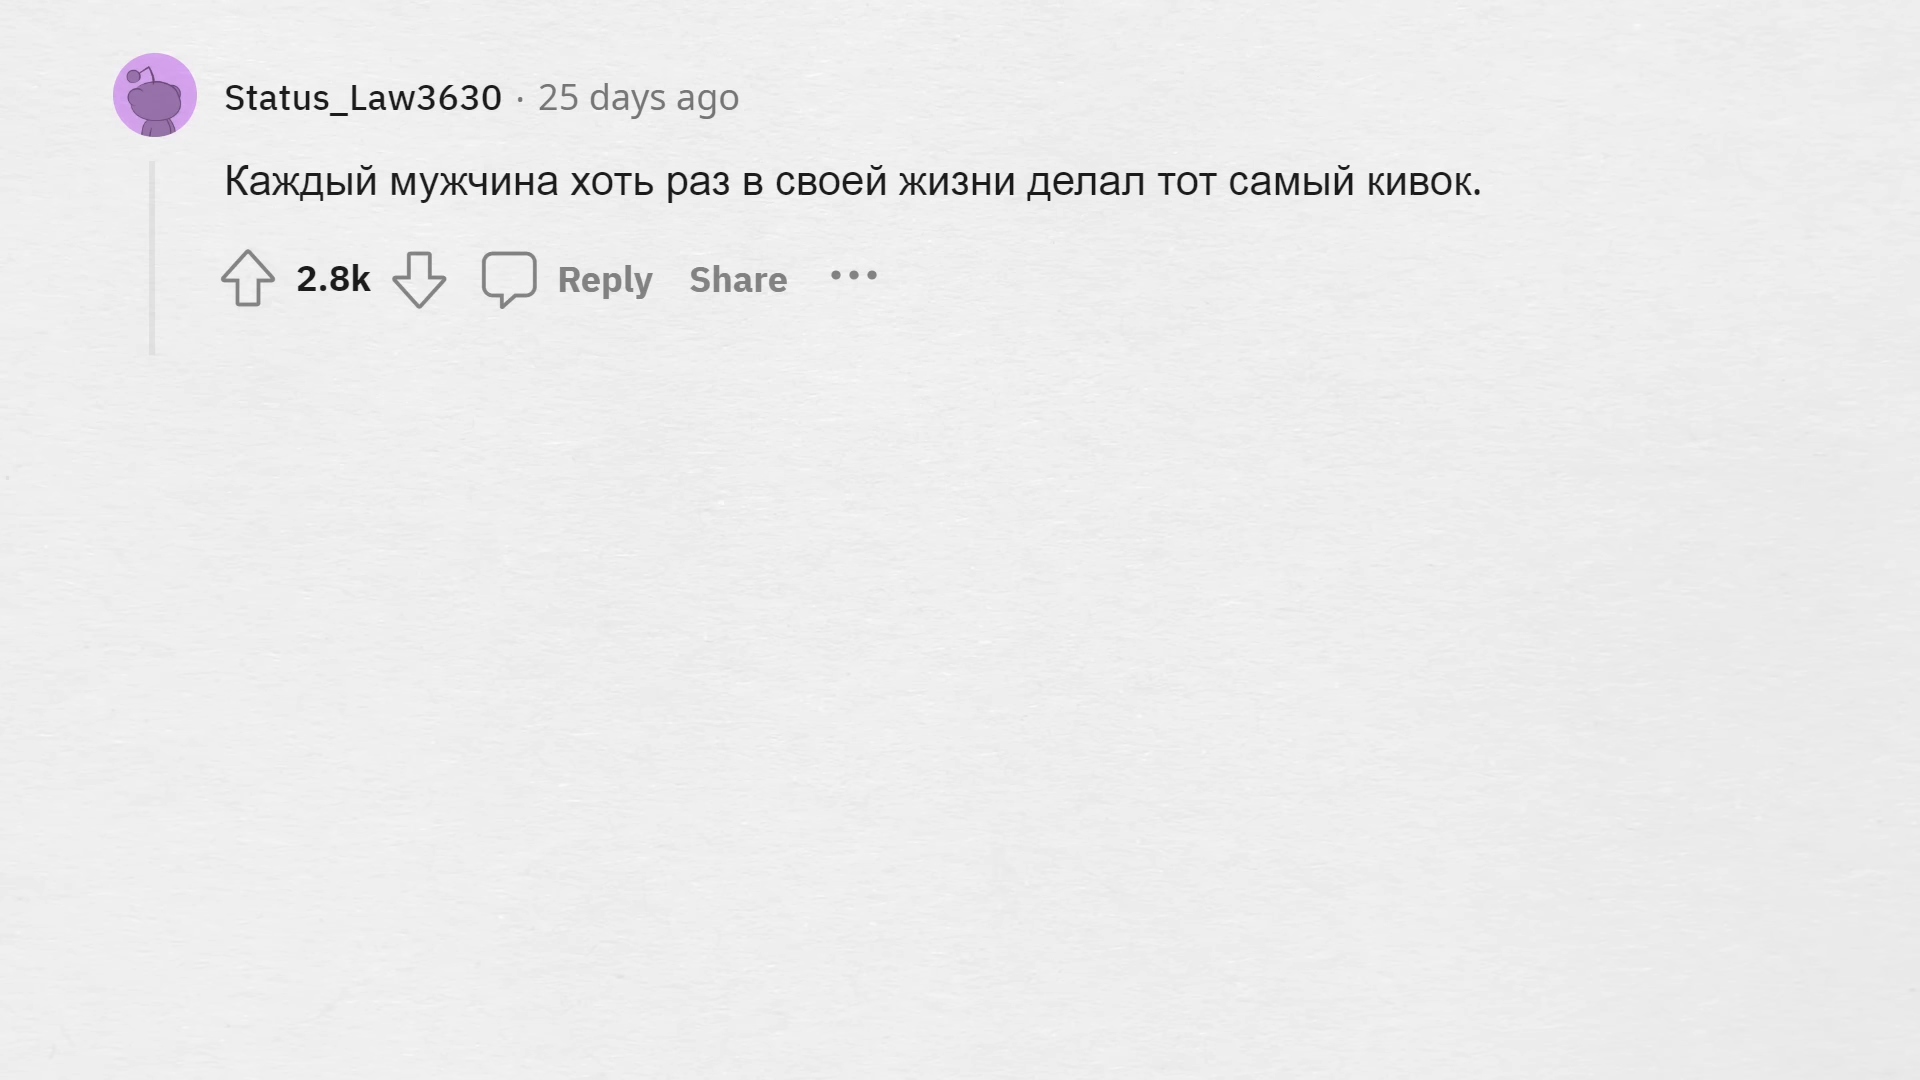 Status_Law3630 · 25 days ago
Каждый мужчина хоть раз в своей жизни делал тот самый кивок.
2.8k Reply Share •••